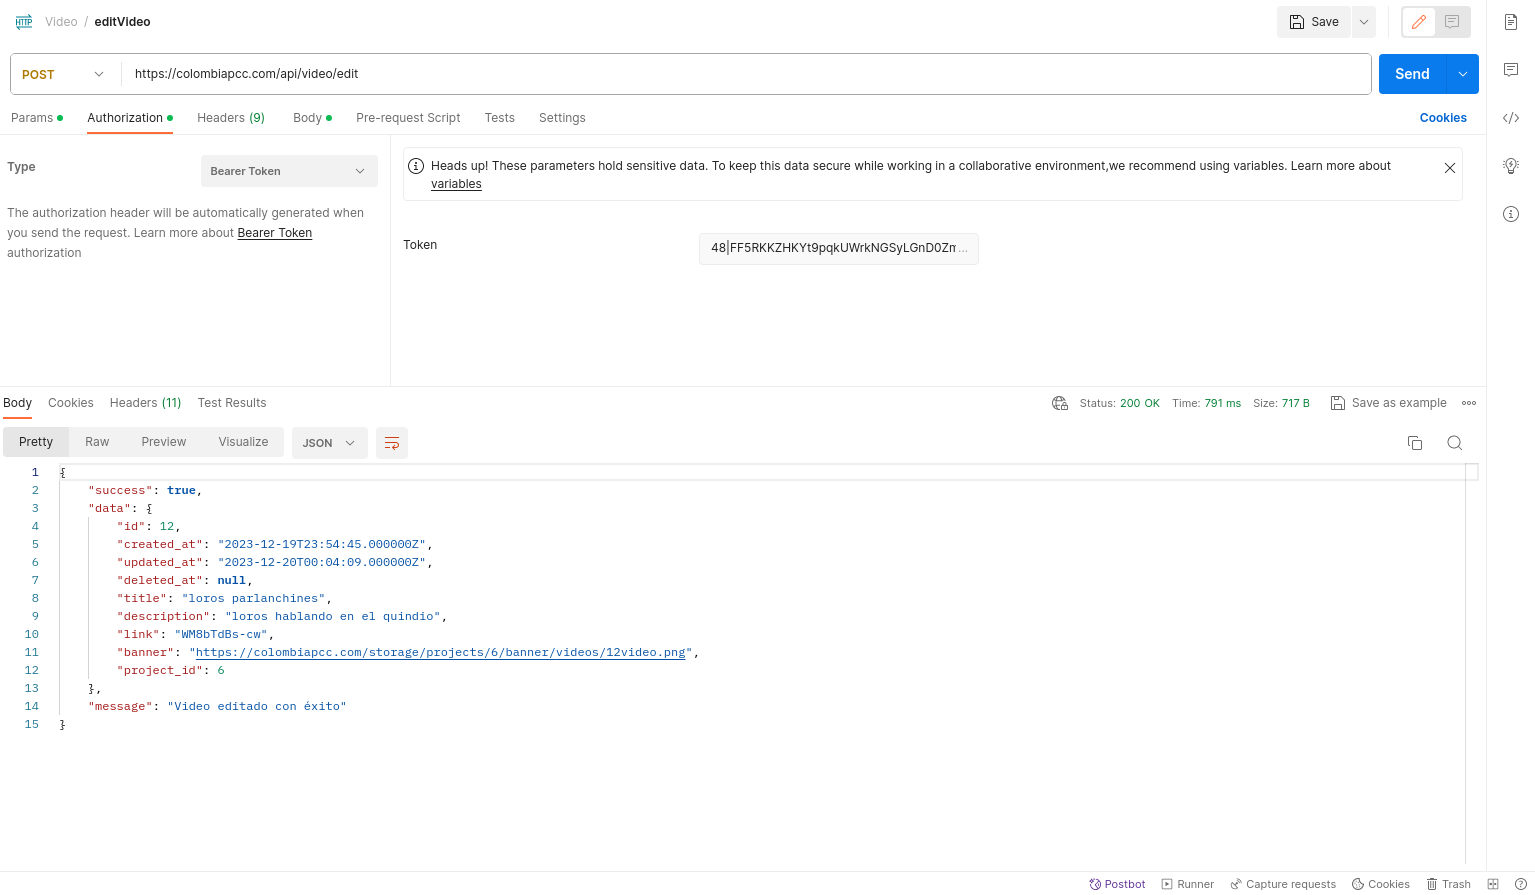 HTTP Video / editVideo Save
POST https://colombiapcc.com/api/video/edit Send
Params Authorization Headers (9) Body Pre-request Script Tests Settings Cookies
Type Bearer Token
The authorization header will be automatically generated when
you send the request. Learn more about Bearer Token
authorization
Heads up! These parameters hold sensitive data. To keep this data secure while working in a collaborative environment,we recommend using variables. Learn more about
variables
Token 48|FF5RKKZHKYt9pqkUWrkNGSyLGnD0Zm...
Body Cookies Headers (11) Test Results Status: 200 OK Time: 791 ms Size: 717 B Save as example
Pretty Raw Preview Visualize JSON
1 {
2 "success": true,
3 "data": {
4 "id": 12,
5 "created_at": "2023-12-19T23:54:45.000000Z",
6 "updated_at": "2023-12-20T00:04:09.000000Z",
7 "deleted_at": null,
8 "title": "loros parlanchines",
9 "description": "loros hablando en el quindio",
10 "link": "WM8bTdBs-cw",
11 "banner": "https://colombiapcc.com/storage/projects/6/banner/videos/12video.png",
12 "project_id": 6
13 },
14 "message": "Video editado con éxito"
15 }
Postbot Runner Capture requests Cookies Trash